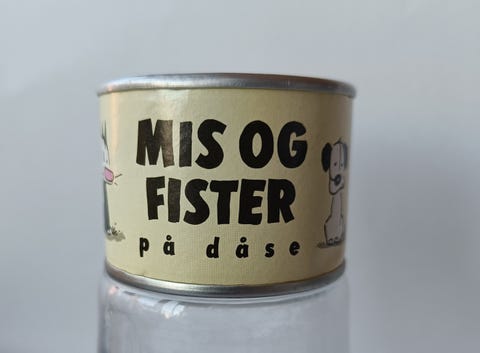 MIS OG
FISTER
på dåse